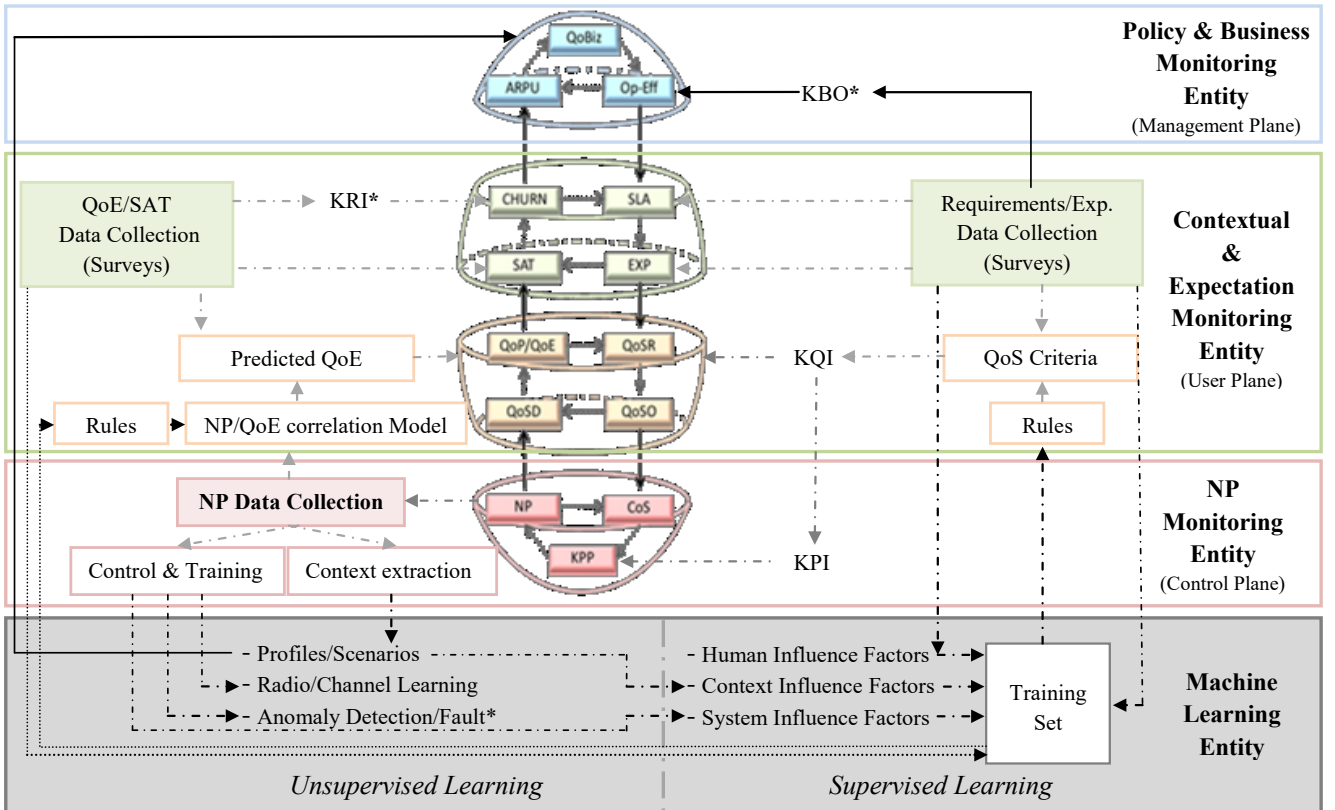 QoBiz
ARPU
Op-Eff
KBO*
Policy & Business
Monitoring
Entity
(Management Plane)
QoE/SAT
Data Collection
(Surveys)
KRI*
CHURN
SLA
SAT
EXP
Requirements/Exp.
Data Collection
(Surveys)
Contextual
&
Expectation
Monitoring
Entity
(User Plane)
Predicted QoE
QoP/QoE
QoSR
KQI
QoS Criteria
Rules
NP/QoE correlation Model
QoSD
QoSO
Rules
NP Data Collection
NP
CoS
KPP
KPI
Control & Training
Context extraction
NP
Monitoring
Entity
(Control Plane)
- Profiles/Scenarios
- Radio/Channel Learning
- Anomaly Detection/Fault*
- Human Influence Factors
- Context Influence Factors
- System Influence Factors
Training
Set
Machine
Learning
Entity
Unsupervised Learning
Supervised Learning